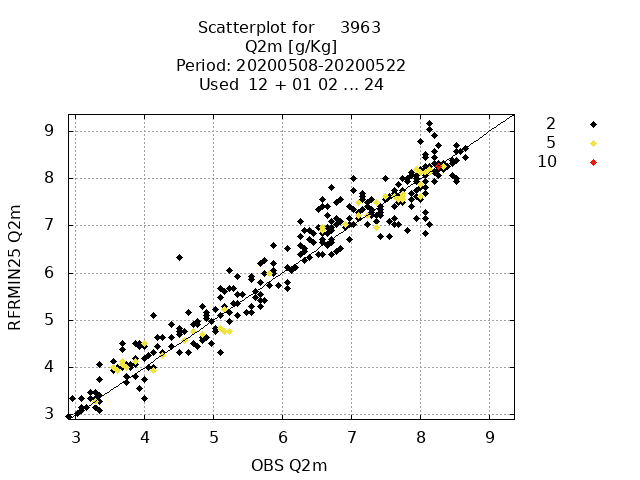 Scatterplot for 3963
Q2m [g/Kg]
Period: 20200508-20200522
Used 12 + 01 02 ... 24
2
5
10
9
8
7
6
5
4
3
RFRMIN25 Q2m
3 4 5 6 7 8 9
OBS Q2m